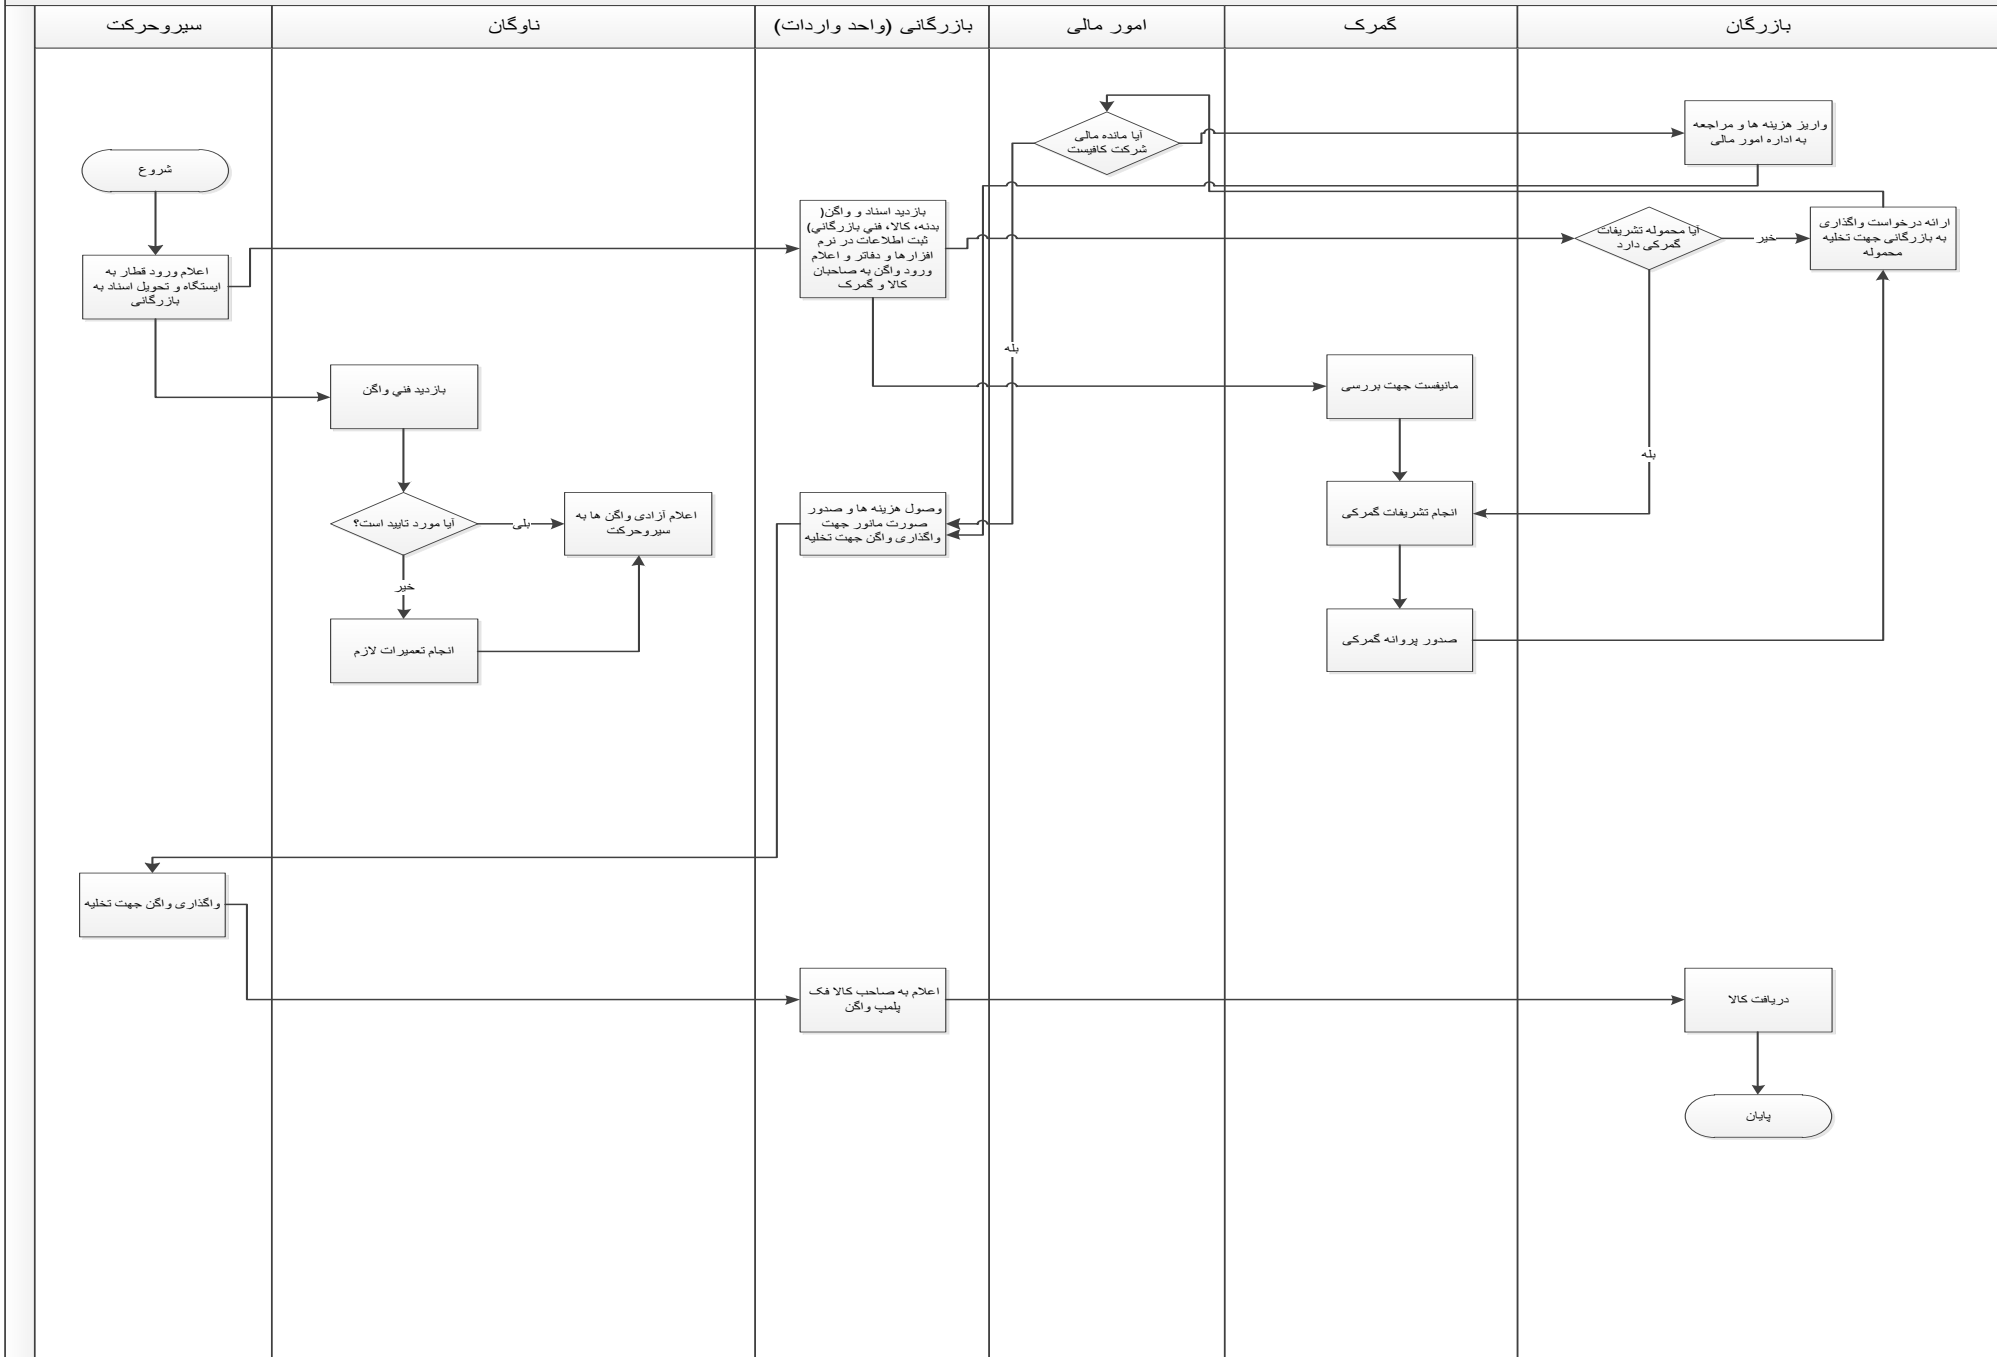 سیروحرکت
ناوگان
بازرگانی (واحد واردات)
امور مالی
گمرک
بازرگان
شروع
اعلام ورود قطار به
ایستگاه و تحویل اسناد به
بازرگانی
بازدید فني واگن
آیا مورد تایید است؟
بلی
خیر
اعلام آزادی واگن ها به
سیروحرکت
انجام تعمیرات لازم
بازدید اسناد و واگن(
بدنه، کالا، فني بازرگاني)
ثبت اطلاعات در نرم
افزارها و دفاتر و اعلام
ورود واگن به صاحبان
کالا و گمرک
وصول هزینه ها و صدور
صورت مانور جهت
واگذاری واگن جهت تخلیه
آیا مانده مالی
شرکت کافیست
بله
مانیفست جهت بررسی
انجام تشریفات گمرکی
صدور پروانه گمرکی
واریز هزینه ها و مراجعه
به اداره امور مالی
آیا محموله تشریفات
گمرکی دارد
خیر
بله
ارائه درخواست واگذاری
به بازرگانی جهت تخلیه
محموله
واگذاری واگن جهت تخلیه
اعلام به صاحب کالا فک
پلمپ واگن
دریافت کالا
پایان